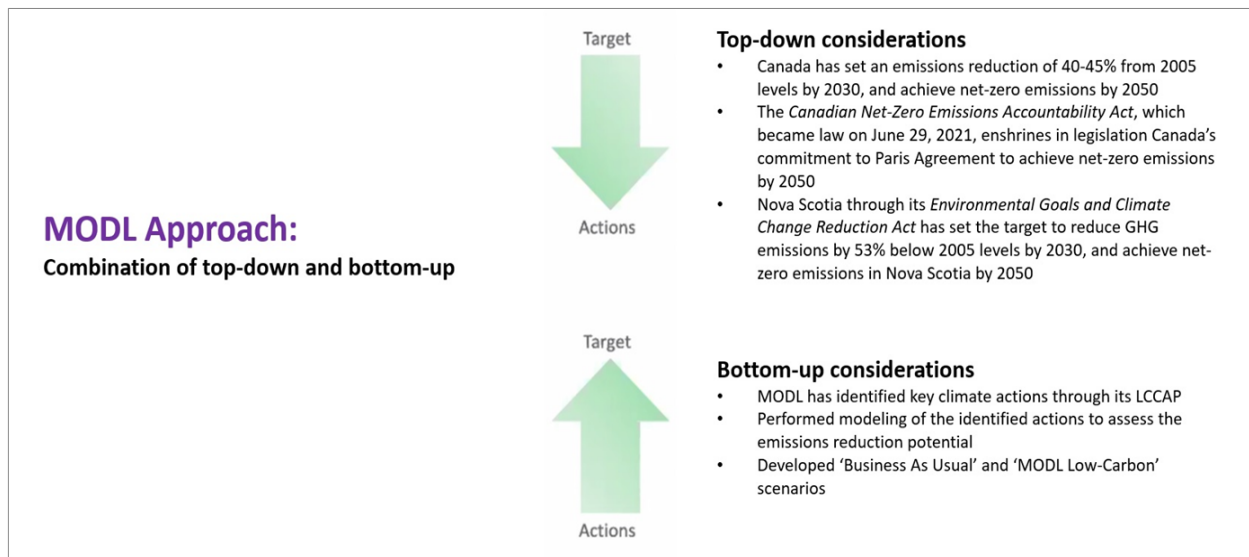 MODL Approach:
Combination of top-down and bottom-up
Target
Actions
Top-down considerations
• Canada has set an emissions reduction of 40-45% from 2005
levels by 2030, and achieve net-zero emissions by 2050
• The Canadian Net-Zero Emissions Accountability Act, which
became law on June 29, 2021, enshrines in legislation Canada's
commitment to Paris Agreement to achieve net-zero emissions
by 2050
• Nova Scotia through its Environmental Goals and Climate
Change Reduction Act has set the target to reduce GHG
emissions by 53% below 2005 levels by 2030, and achieve net-
zero emissions in Nova Scotia by 2050
Target
Actions
Bottom-up considerations
• MODL has identified key climate actions through its LCCAP
• Performed modeling of the identified actions to assess the
emissions reduction potential
• Developed 'Business As Usual' and 'MODL Low-Carbon'
scenarios